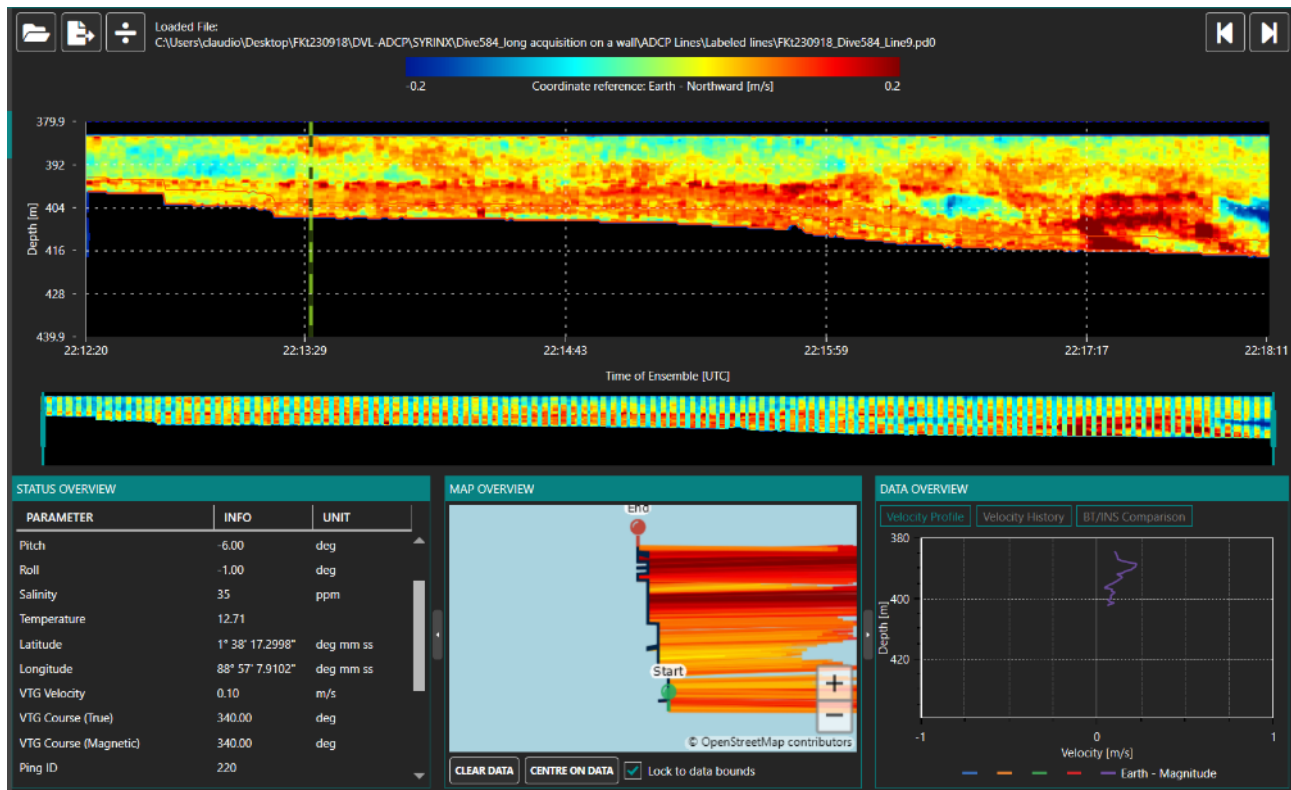 Loaded File:
C:\Users\claudio\Desktop\FKt230918\DVL-ADCP\SYRINX\Dive584_long acquisition on a wall\ADCP Lines\Labeled lines\FKt230918_Dive584_Line9.pd0
-0.2 Coordinate reference: Earth - Northward [m/s] 0.2
379.9
392
404
416
428
439.9
Depth [m]
22:12:20 22:13:29 22:14:43 22:15:59 22:17:17 22:18:11
Time of Ensemble [UTC]
STATUS OVERVIEW
PARAMETER INFO UNIT
Pitch -6.00 deg
Roll -1.00 deg
Salinity 35 ppm
Temperature 12.71
Latitude 1° 38' 17.2998" deg mm ss
Longitude 88° 57' 7.9102" deg mm ss
VTG Velocity 0.10 m/s
VTG Course (True) 340.00 deg
VTG Course (Magnetic) 340.00 deg
Ping ID 220
MAP OVERVIEW
End
Start
+
−
© OpenStreetMap contributors
CLEAR DATA CENTRE ON DATA Lock to data bounds
DATA OVERVIEW
Velocity Profile Velocity History BT/INS Comparison
380
400
420
Depth [m]
-1 0 1
Velocity [m/s]
Earth - Magnitude